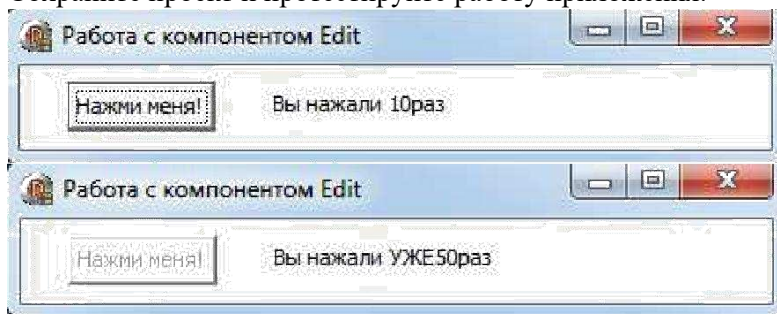 Работа с компонентом Edit
Нажми меня!
Вы нажали 10раз
Работа с компонентом Edit
Нажми меня!
Вы нажали УЖЕ50раз